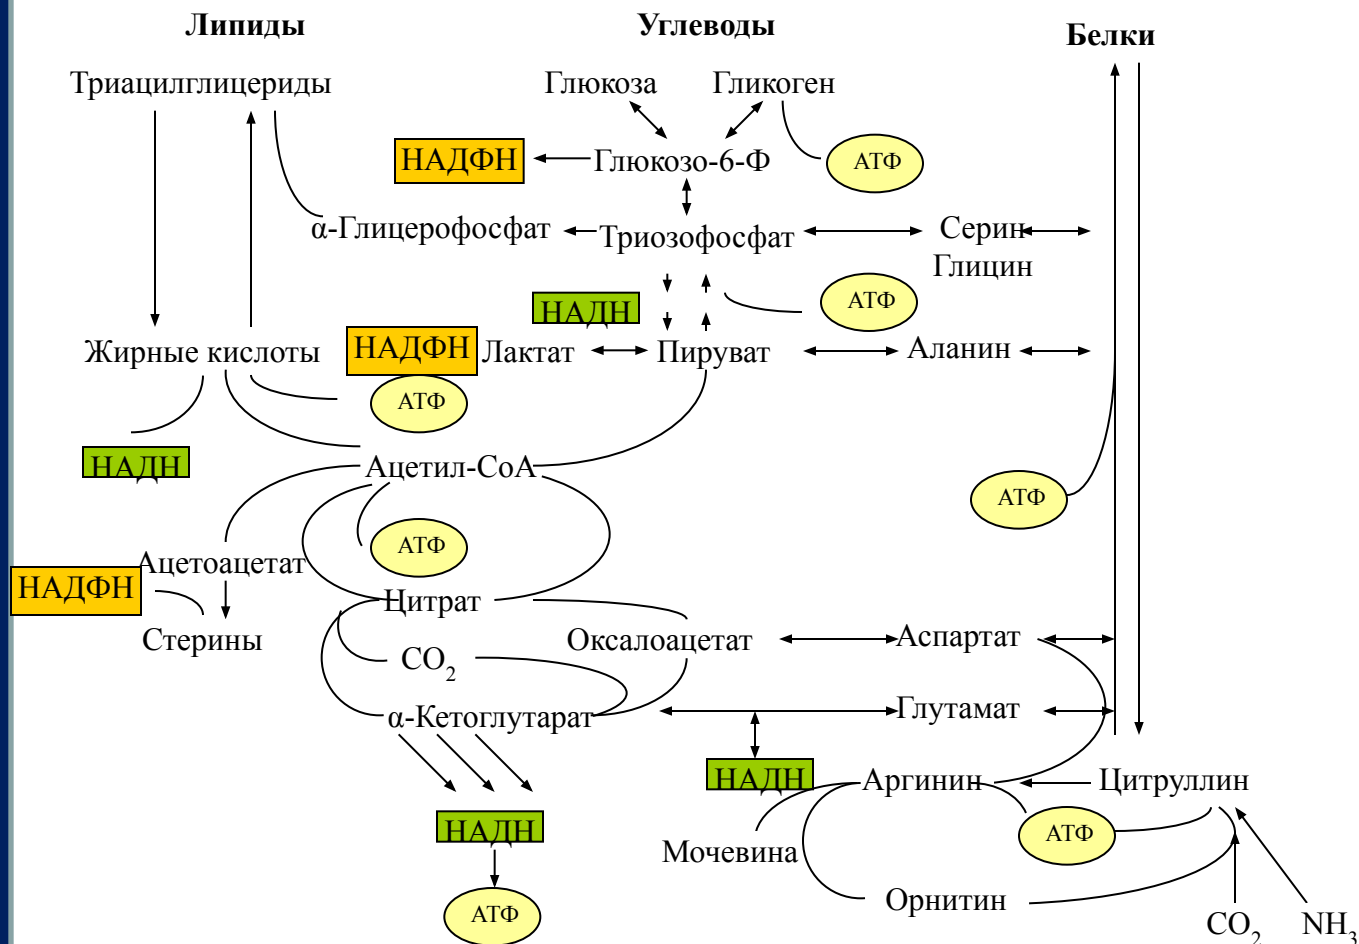 Липиды
Углеводы
Белки
Триацилглицериды
Глюкоза
Гликоген
НАДФН
Глюкозо-6-Ф
АТФ
α-Глицерофосфат
Триозофосфат
Серин
Глицин
НАДН
АТФ
Жирные кислоты
НАДФН
Лактат
Пируват
Аланин
АТФ
НАДН
Ацетил-СоА
АТФ
АТФ
Ацетоацетат
НАДФН
Цитрат
Стерины
Оксалоацетат
Аспартат
CO2
α-Кетоглутарат
Глутамат
НАДН
Аргинин
Цитруллин
НАДН
АТФ
Мочевина
Орнитин
АТФ
CO2
NH3